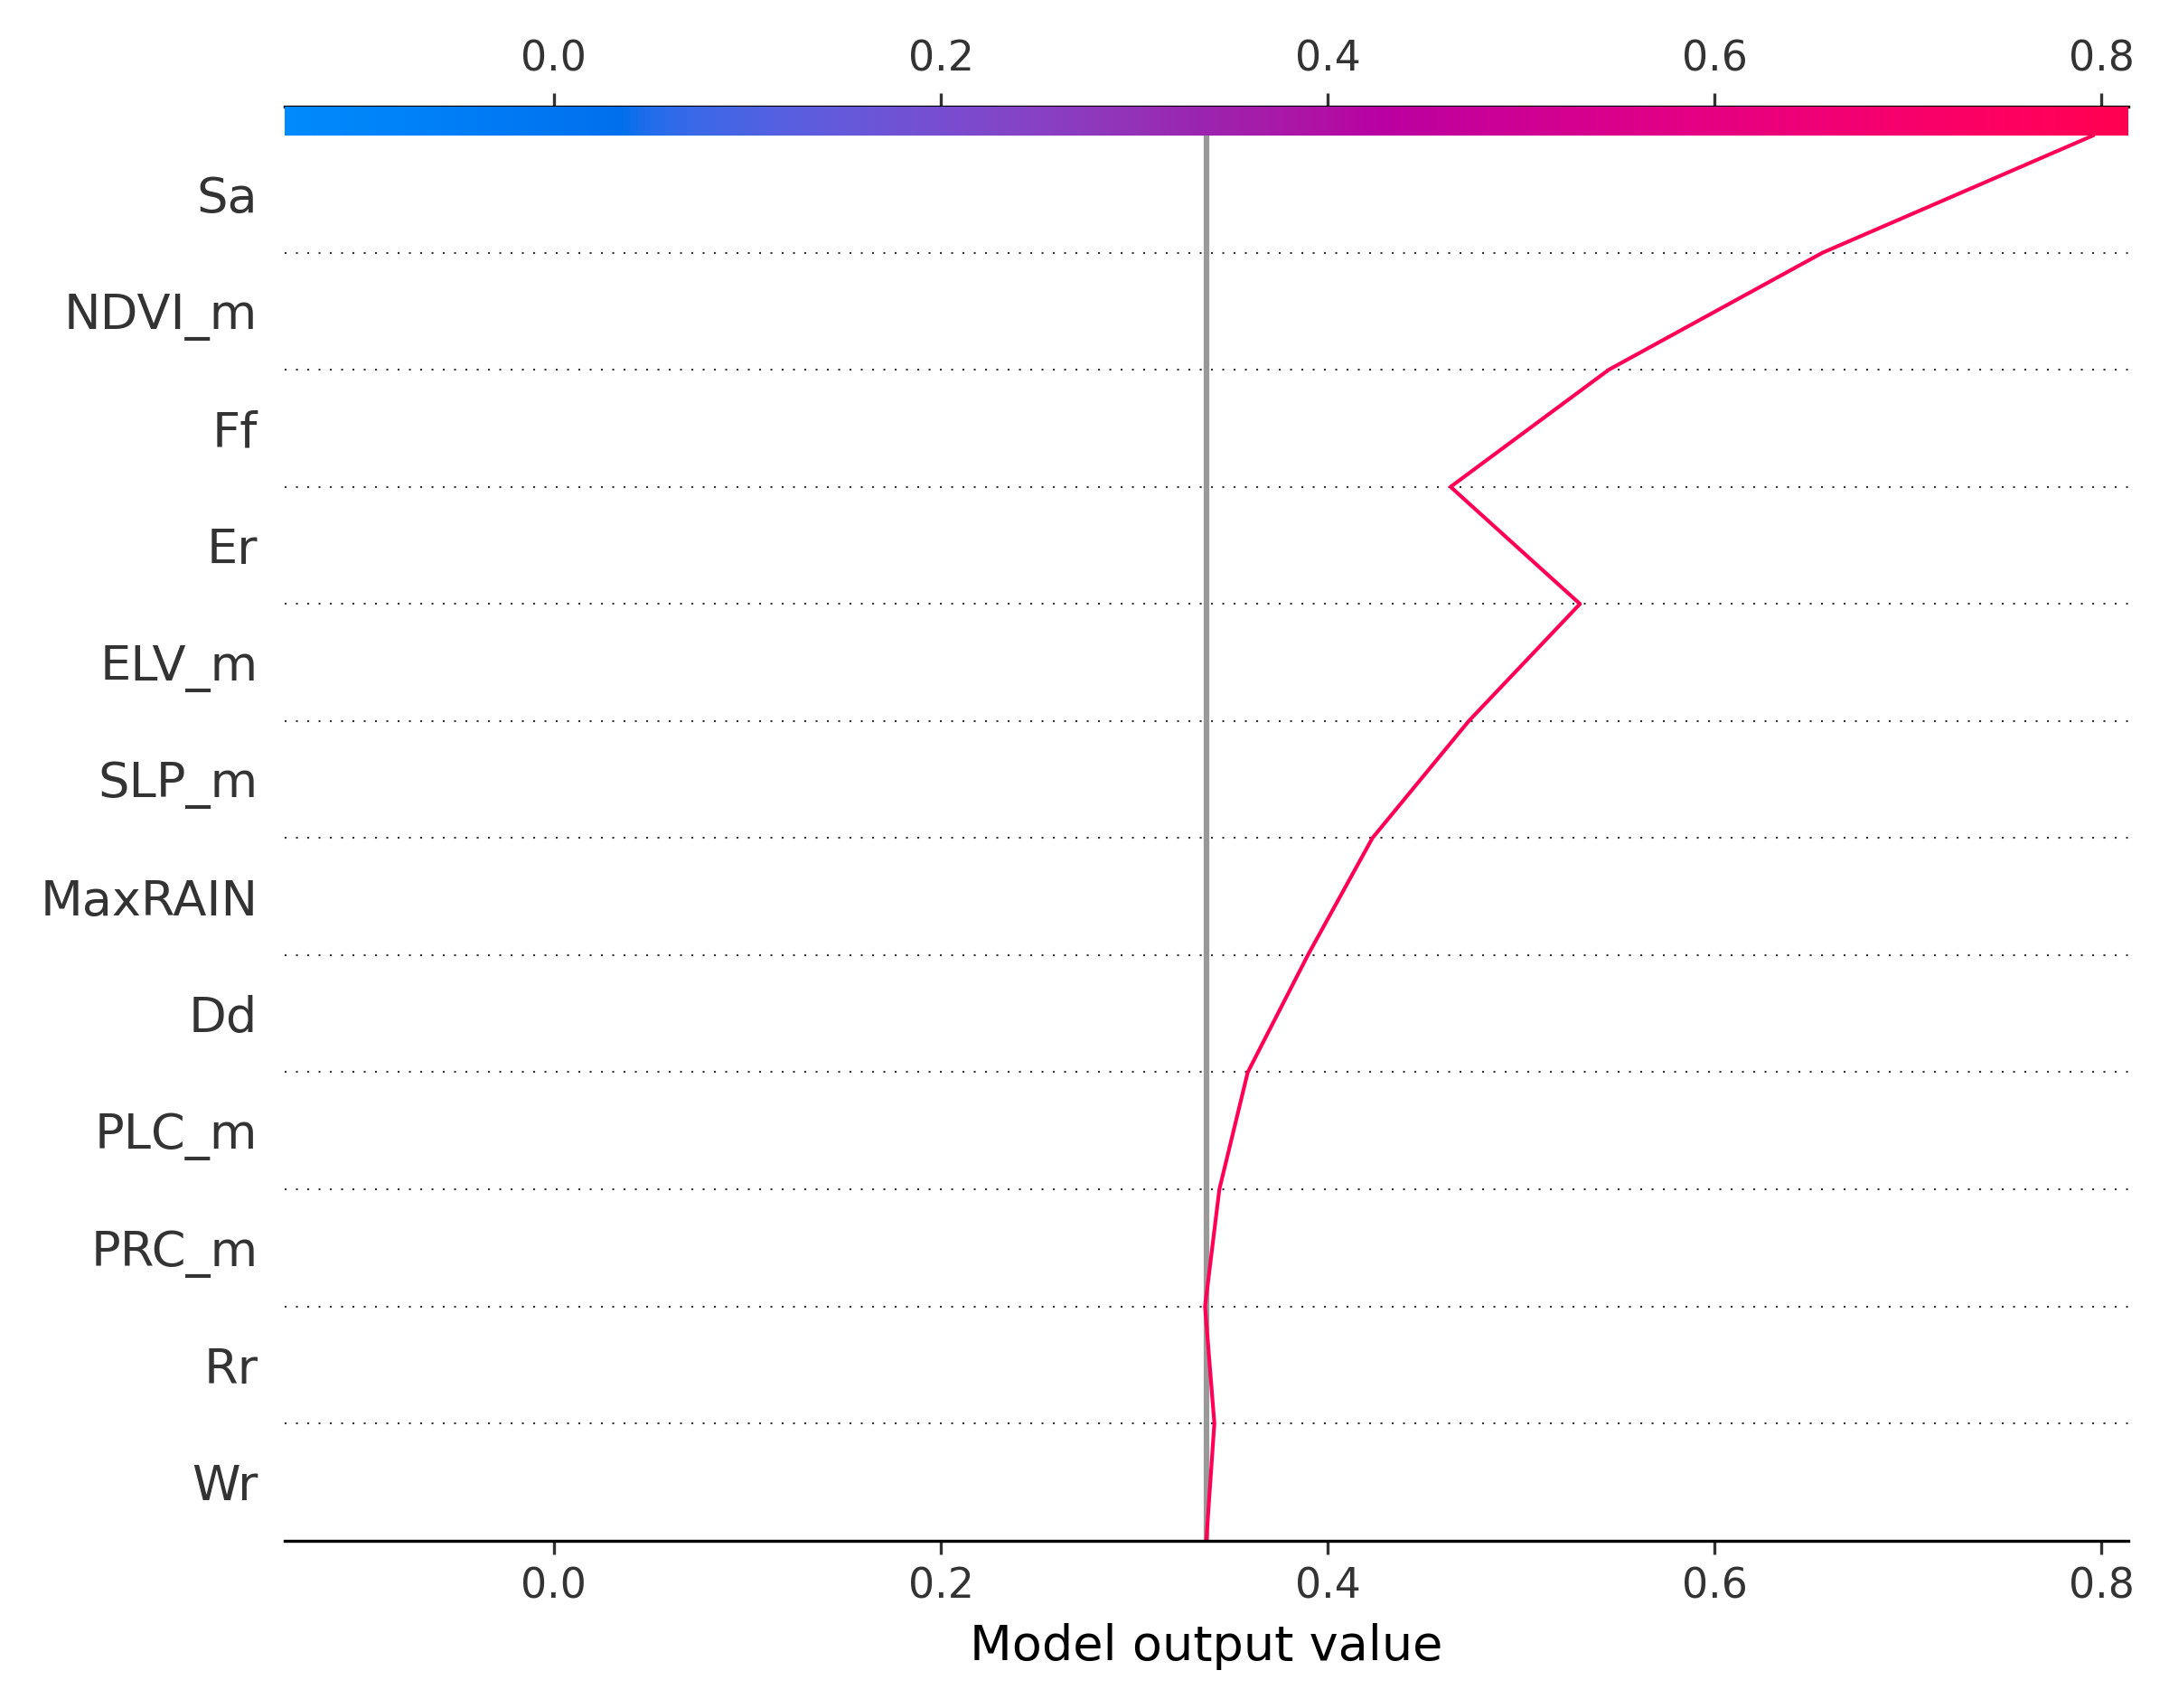 0.0 0.2 0.4 0.6 0.8
Sa
NDVI_m
Ff
Er
ELV_m
SLP_m
MaxRAIN
Dd
PLC_m
PRC_m
Rr
Wr
0.0 0.2 0.4 0.6 0.8
Model output value